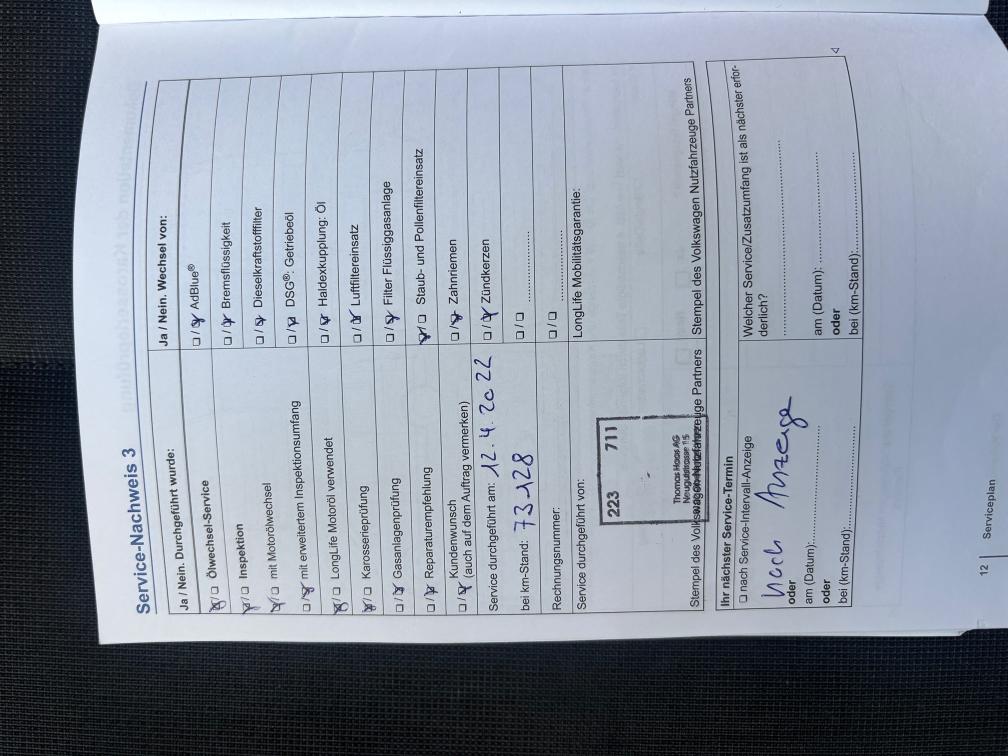 Service-Nachweis 3
Ja / Nein. Durchgeführt wurde:
☒/☐ Ölwechsel-Service
☒/☐ Inspektion
☒/☐ mit Motorölwechsel
☐/☒ mit erweitertem Inspektionsumfang
☒/☐ LongLife Motoröl verwendet
☒/☐ Karosserieprüfung
☐/☒ Gasanlagenprüfung
☐/☒ Reparaturempfehlung
☐/☒ Kundenwunsch
(auch auf dem Auftrag vermerken)
Service durchgeführt am: 12.4.2022
bei km-Stand: 73128
Rechnungsnummer:
Service durchgeführt von:
223 711
Thomas Haas AG
Stempel des Volkswagen Nutzfahrzeuge Partners
Ja / Nein. Wechsel von:
☐/☒ AdBlue®
☐/☒ Bremsflüssigkeit
☐/☒ Dieselkraftstofffilter
☐/☒ DSG®: Getriebeöl
☐/☒ Haldexkupplung: Öl
☐/☒ Luftfiltereinsatz
☐/☒ Filter Flüssiggasanlage
☒/☐ Staub- und Pollenfiltereinsatz
☐/☒ Zahnriemen
☐/☒ Zündkerzen
☐/☐ ....................
☐/☐ ....................
LongLife Mobilitätsgarantie:
Stempel des Volkswagen Nutzfahrzeuge Partners
Ihr nächster Service-Termin
☐ nach Service-Intervall-Anzeige
nach Anzeige
oder
am (Datum):....................
oder
bei (km-Stand):....................
Welcher Service/Zusatzumfang ist als nächster erfor-
derlich?
....................
am (Datum): ....................
oder
bei (km-Stand):....................
12 Serviceplan